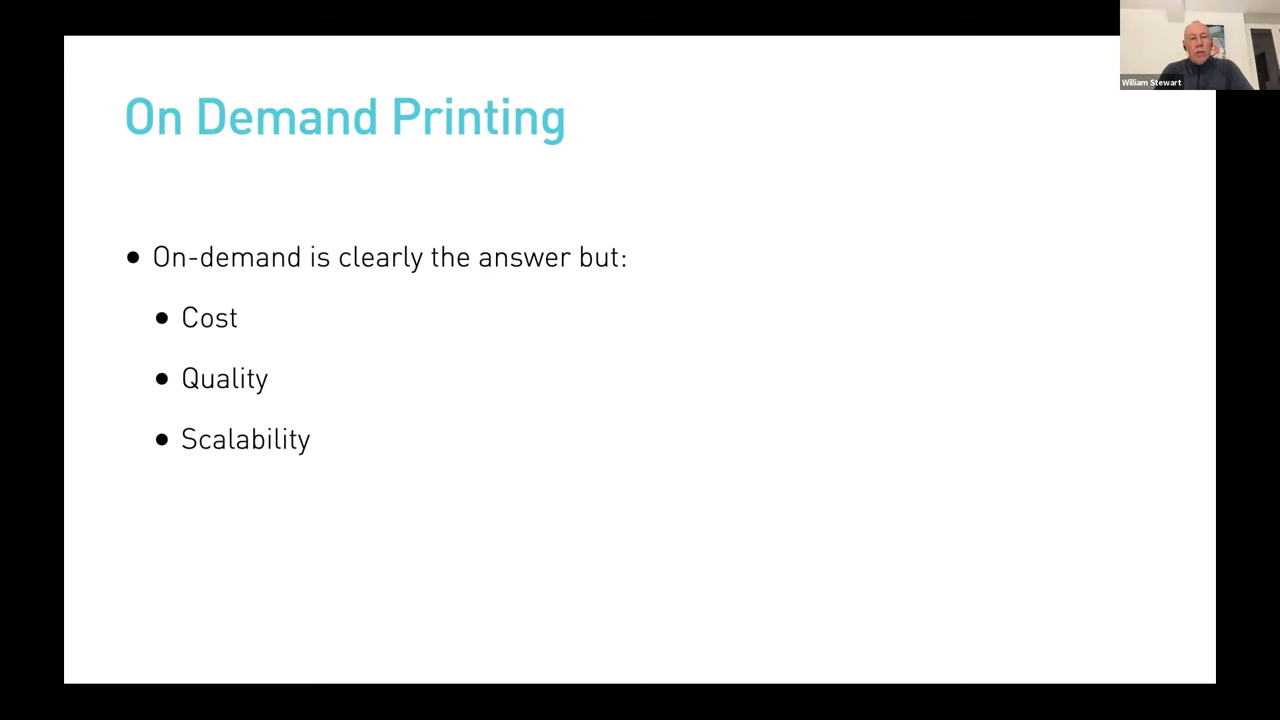 On Demand Printing
● On-demand is clearly the answer but:
● Cost
● Quality
● Scalability
William Stewart